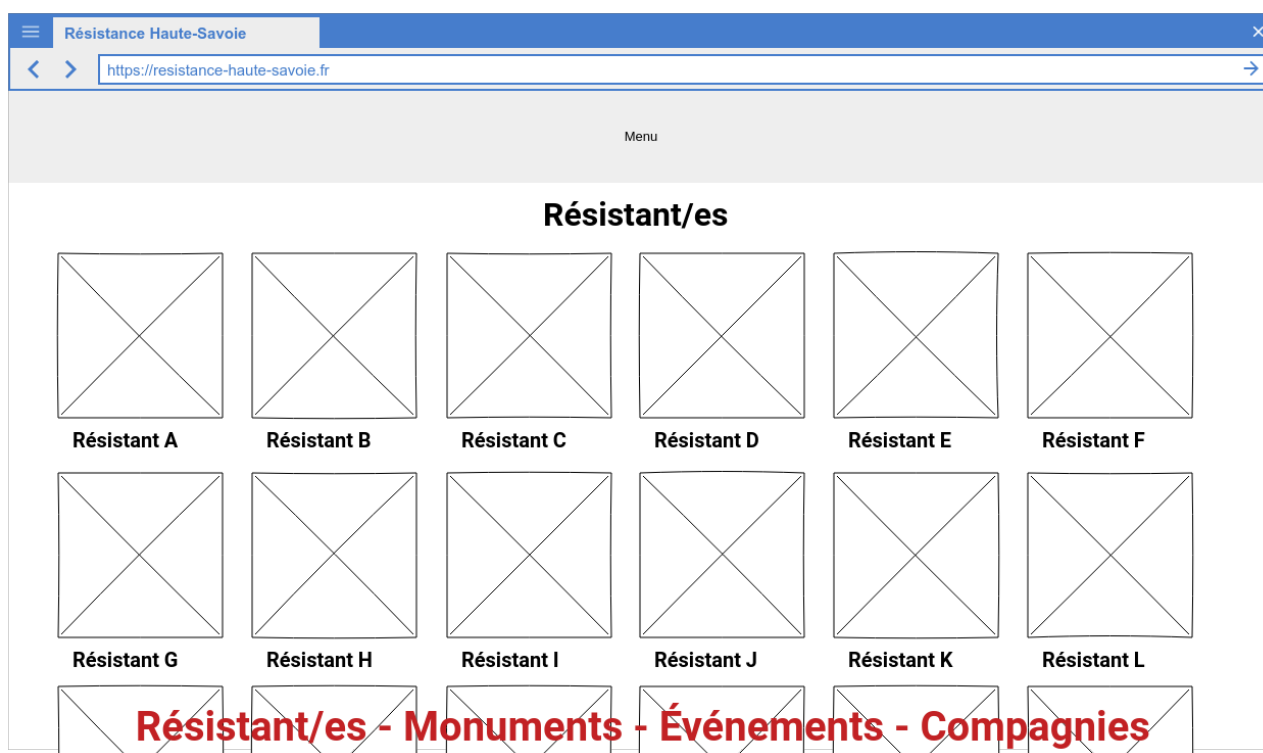 Résistance Haute-Savoie
https://resistance-haute-savoie.fr
Menu
Résistant/es
Résistant A Résistant B Résistant C Résistant D Résistant E Résistant F
Résistant G Résistant H Résistant I Résistant J Résistant K Résistant L
Résistant/es - Monuments - Événements - Compagnies